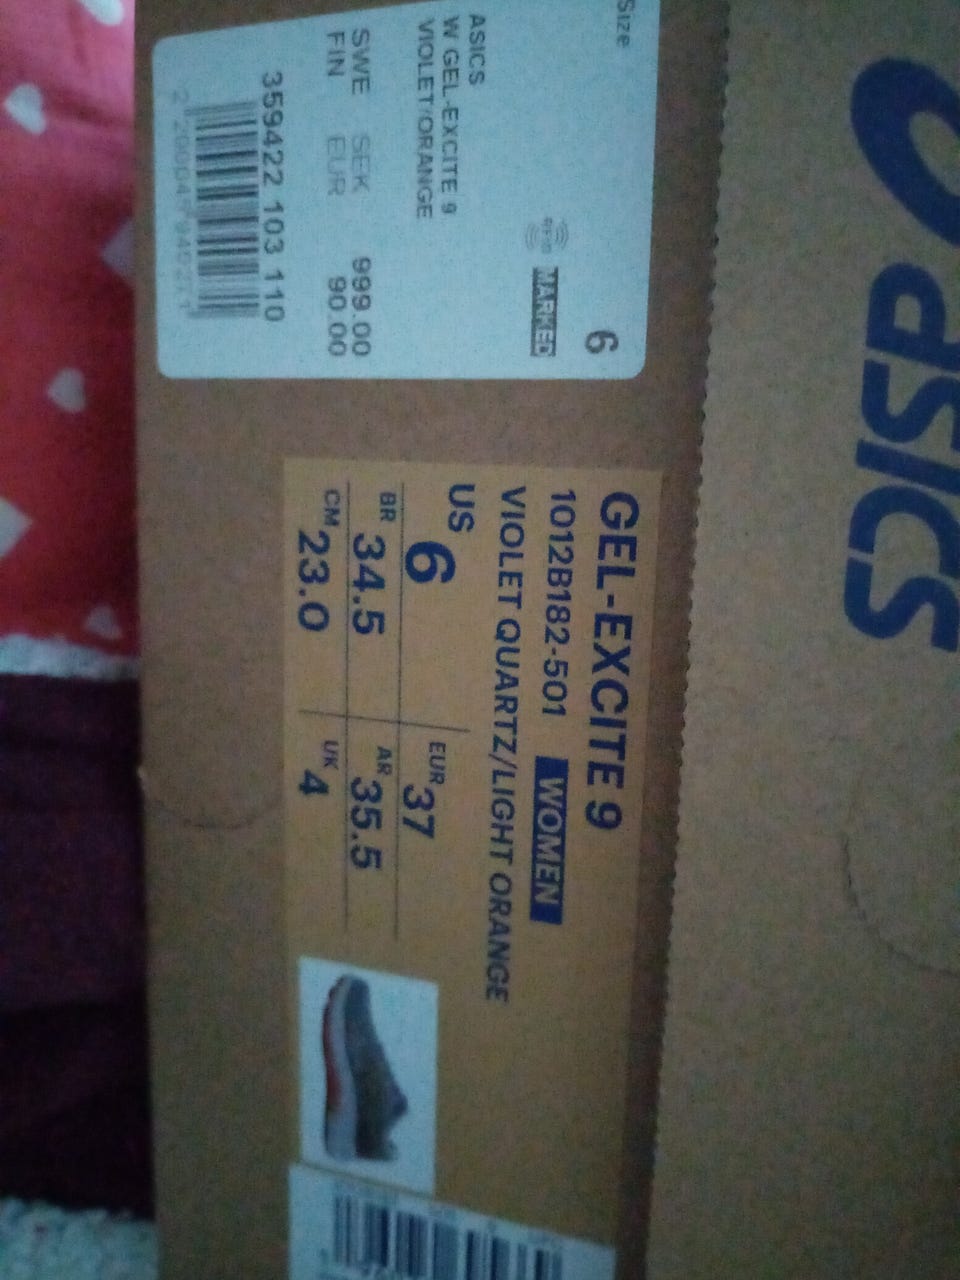 asics
Size 6
MARKED
ASICS
W GEL-EXCITE 9
VIOLET/ORANGE
SWE SEK 999.00
FIN EUR 90.00
359422 103 110
GEL-EXCITE 9
1012B182-501 WOMEN
VIOLET QUARTZ/LIGHT ORANGE
US 6 EUR 37
BR 34.5 AR 35.5
CM 23.0 UK 4